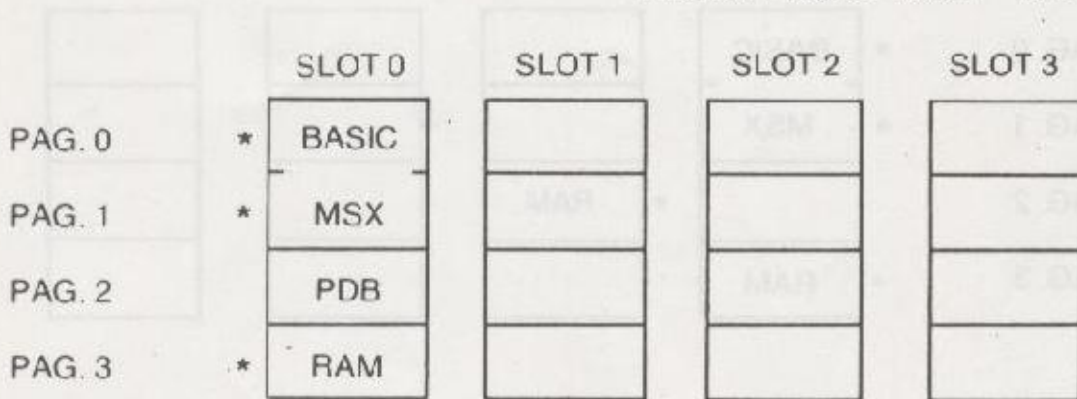 SLOT 0 SLOT 1 SLOT 2 SLOT 3
PAG. 0 * BASIC
PAG. 1 * MSX
PAG. 2 PDB
PAG. 3 * RAM